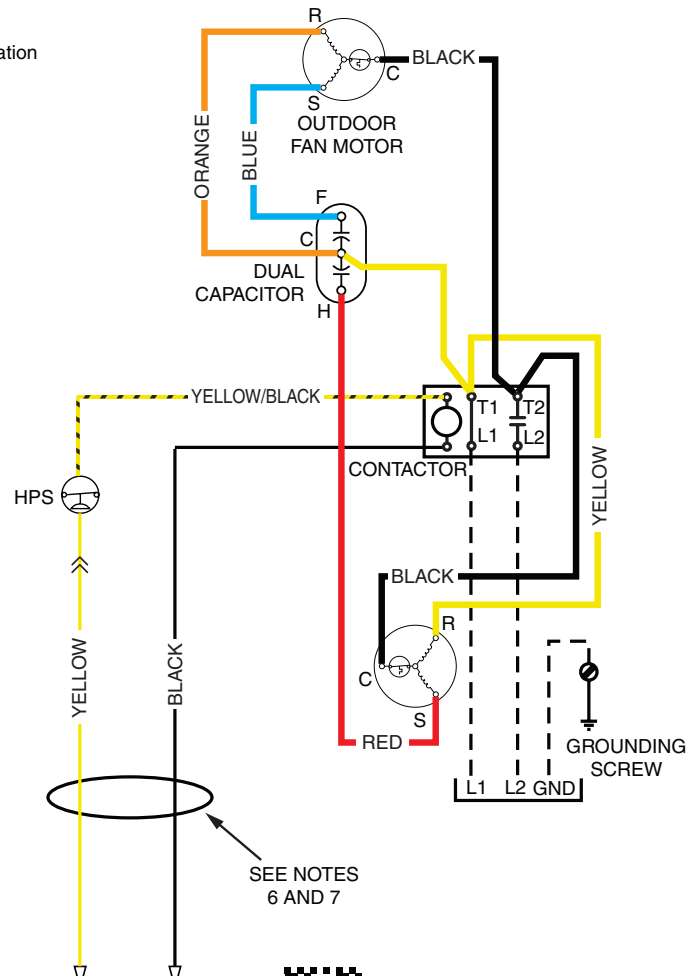 ation
R
BLACK
C
S
OUTDOOR
FAN MOTOR
ORANGE
BLUE
F
C
DUAL
CAPACITOR
H
YELLOW/BLACK
T1
T2
L1
L2
CONTACTOR
YELLOW
HPS
BLACK
R
C
S
YELLOW
BLACK
RED
GROUNDING
SCREW
L1
L2
GND
SEE NOTES
6 AND 7